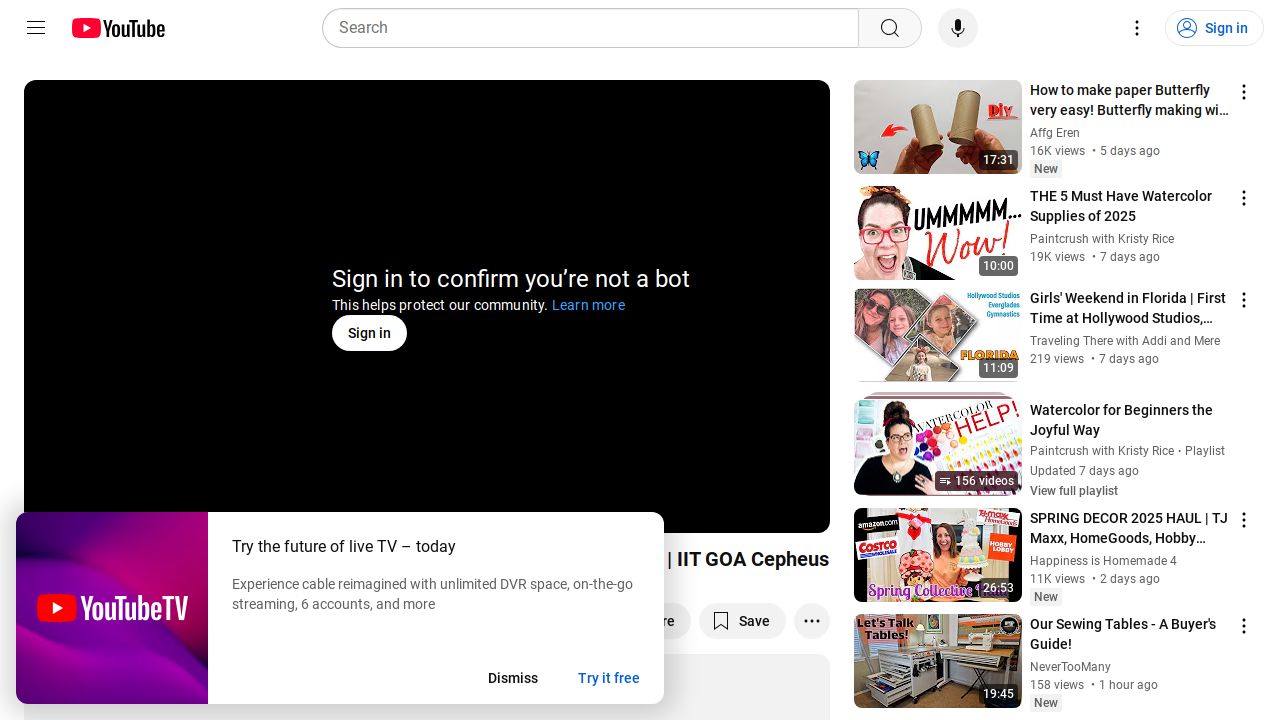 YouTube
Search
Sign in
Sign in to confirm you’re not a bot
This helps protect our community. Learn more
Sign in
| IIT GOA Cepheus
re
Save
YouTubeTV
Try the future of live TV – today
Experience cable reimagined with unlimited DVR space, on-the-go
streaming, 6 accounts, and more
Dismiss
Try it free
Diy
17:31
How to make paper Butterfly
very easy! Butterfly making wi…
Affg Eren
16K views • 5 days ago
New
UMMMMM...
Wow!
10:00
THE 5 Must Have Watercolor
Supplies of 2025
Paintcrush with Kristy Rice
19K views • 7 days ago
Hollywood Studios
Everglades
Gymnastics
FLORIDA
11:09
Girls' Weekend in Florida | First
Time at Hollywood Studios,…
Traveling There with Addi and Mere
219 views • 7 days ago
WATERCOLOR
HELP!
156 videos
Watercolor for Beginners the
Joyful Way
Paintcrush with Kristy Rice • Playlist
Updated 7 days ago
View full playlist
amazon.com
TJ-maxx
HomeGoods
COSTCO
WHOLESALE
HOBBY
LOBBY
Spring Collective
26:53
SPRING DECOR 2025 HAUL | TJ
Maxx, HomeGoods, Hobby…
Happiness is Homemade 4
11K views • 2 days ago
New
Let's Talk
Tables!
19:45
Our Sewing Tables - A Buyer's
Guide!
NeverTooMany
158 views • 1 hour ago
New